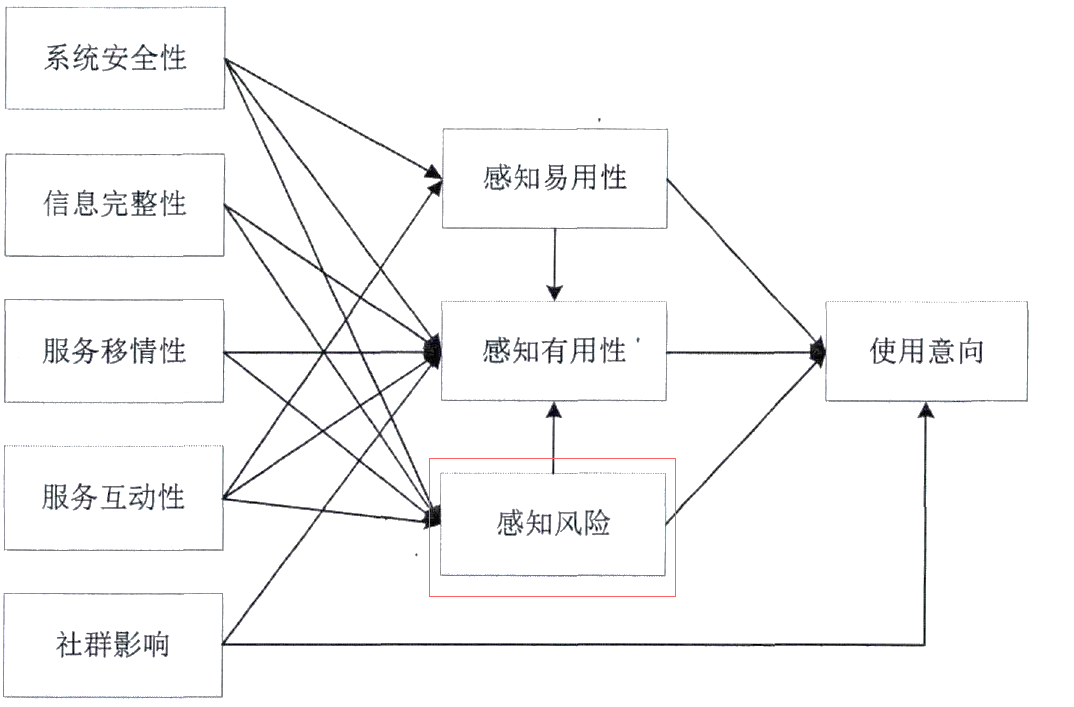 系统安全性
信息完整性
服务移情性
服务互动性
社群影响
感知易用性
感知有用性
感知风险
使用意向